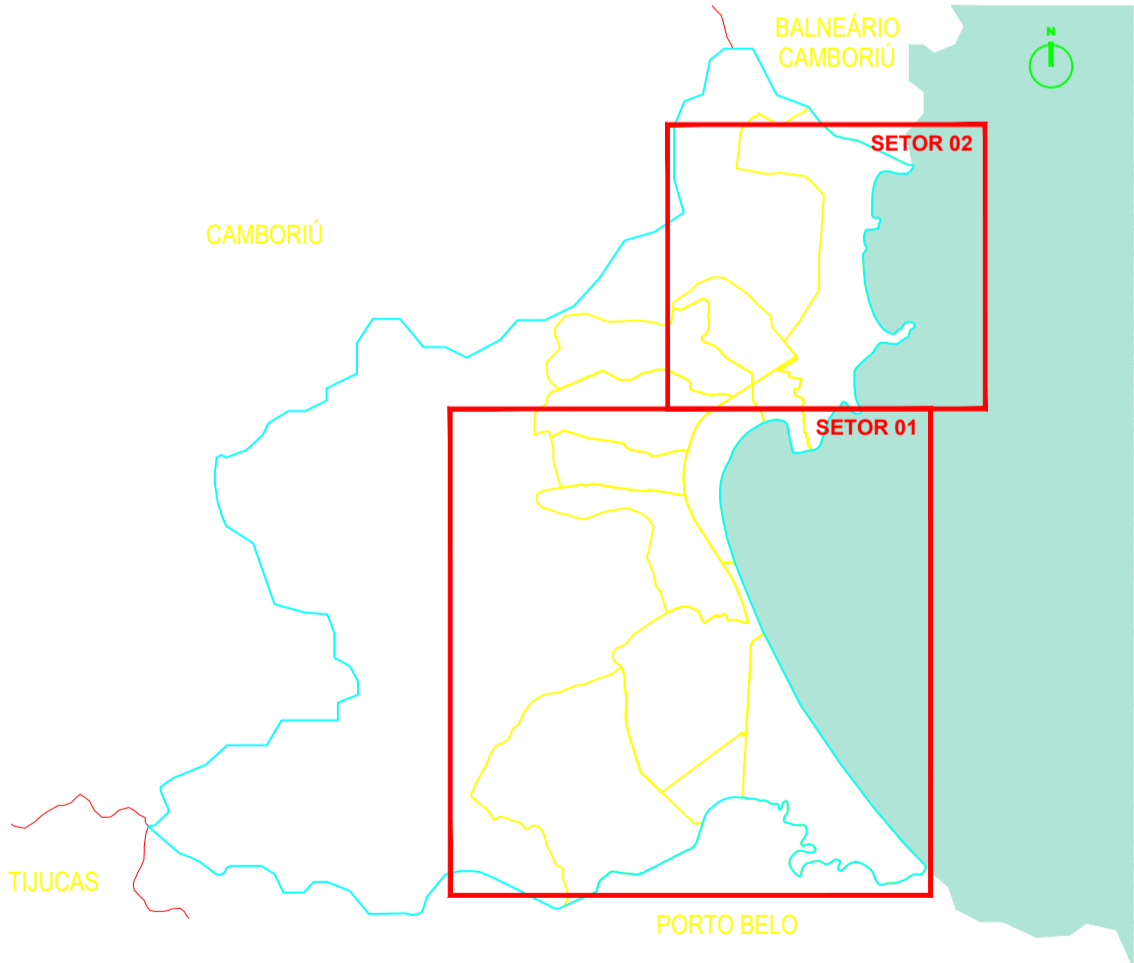 BALNEÁRIO
CAMBORIÚ
N
SETOR 02
CAMBORIÚ
SETOR 01
TIJUCAS
PORTO BELO